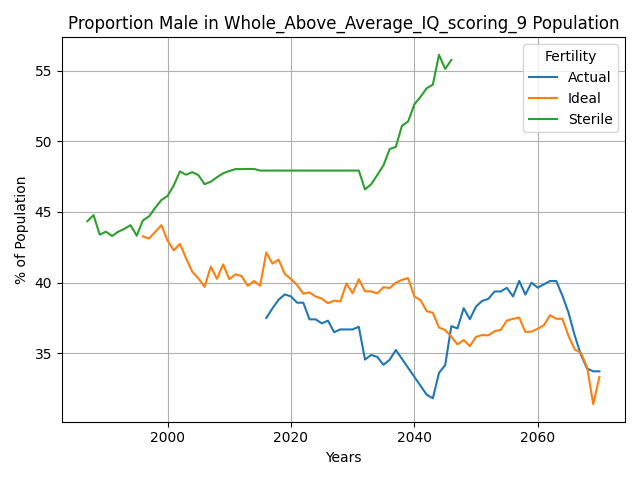 Proportion Male in Whole_Above_Average_IQ_scoring_9 Population
Fertility
Actual
Ideal
Sterile
% of Population
55
50
45
40
35
2000
2020
2040
2060
Years